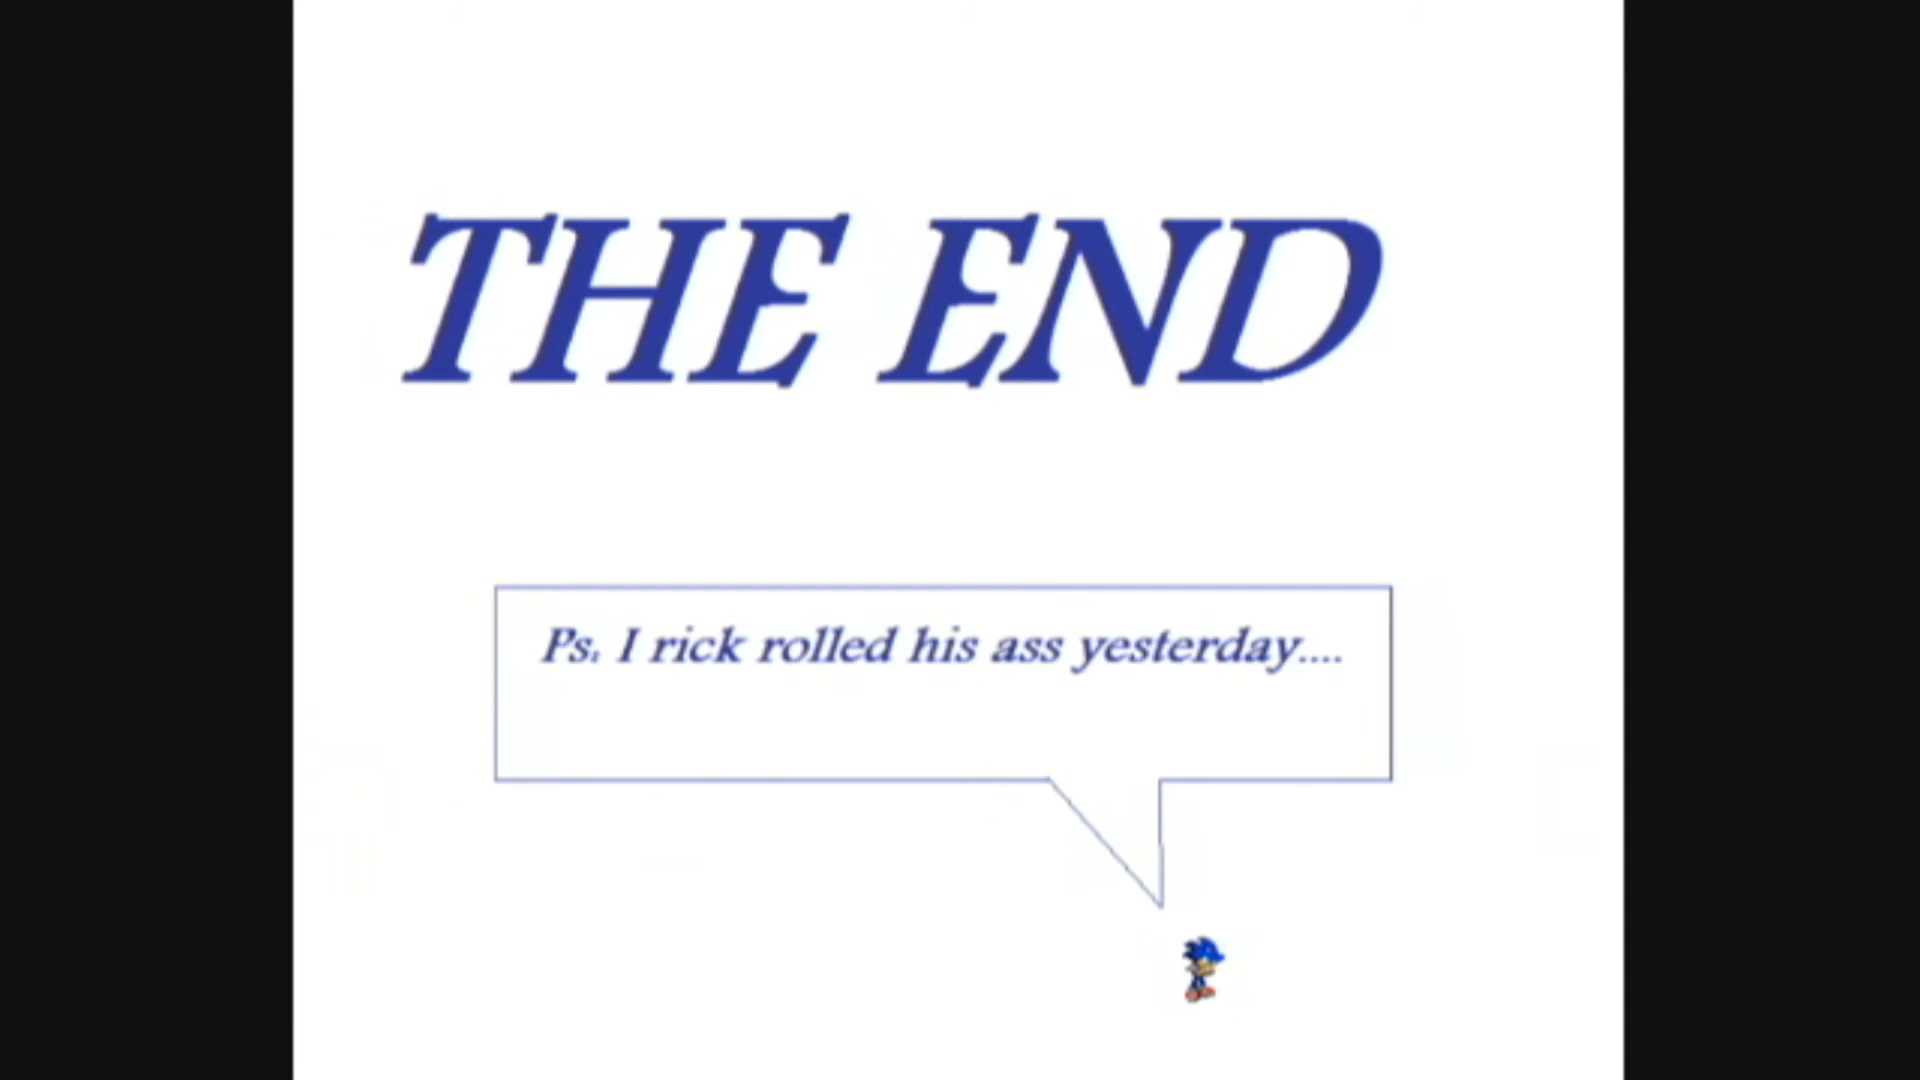 THE END
Ps: I rick rolled his ass yesterday....